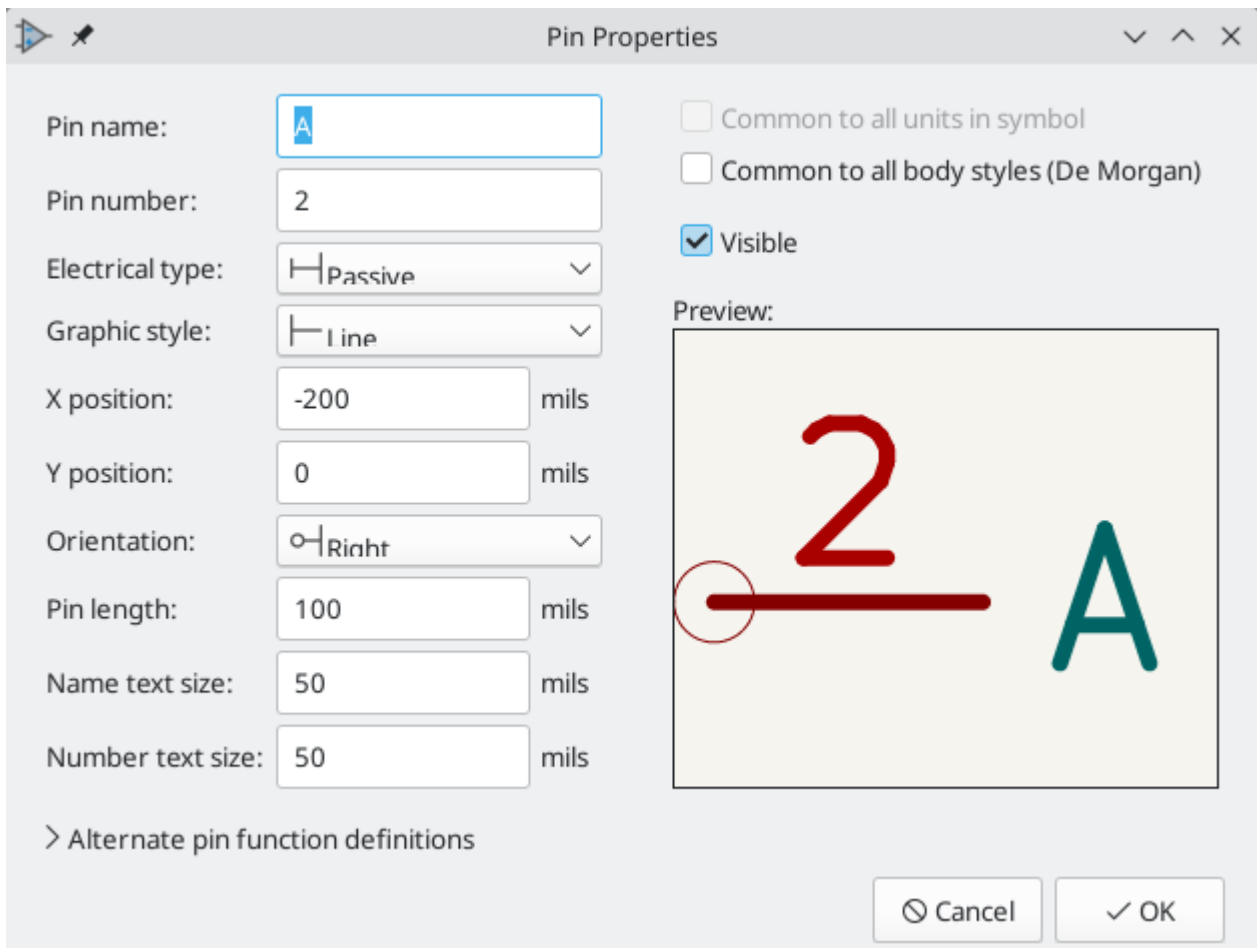 Pin Properties
Pin name: A
Pin number: 2
Electrical type: Passive
Graphic style: Line
X position: -200 mils
Y position: 0 mils
Orientation: Right
Pin length: 100 mils
Name text size: 50 mils
Number text size: 50 mils
Alternate pin function definitions
Common to all units in symbol
Common to all body styles (De Morgan)
Visible
Preview:
2
A
Cancel OK